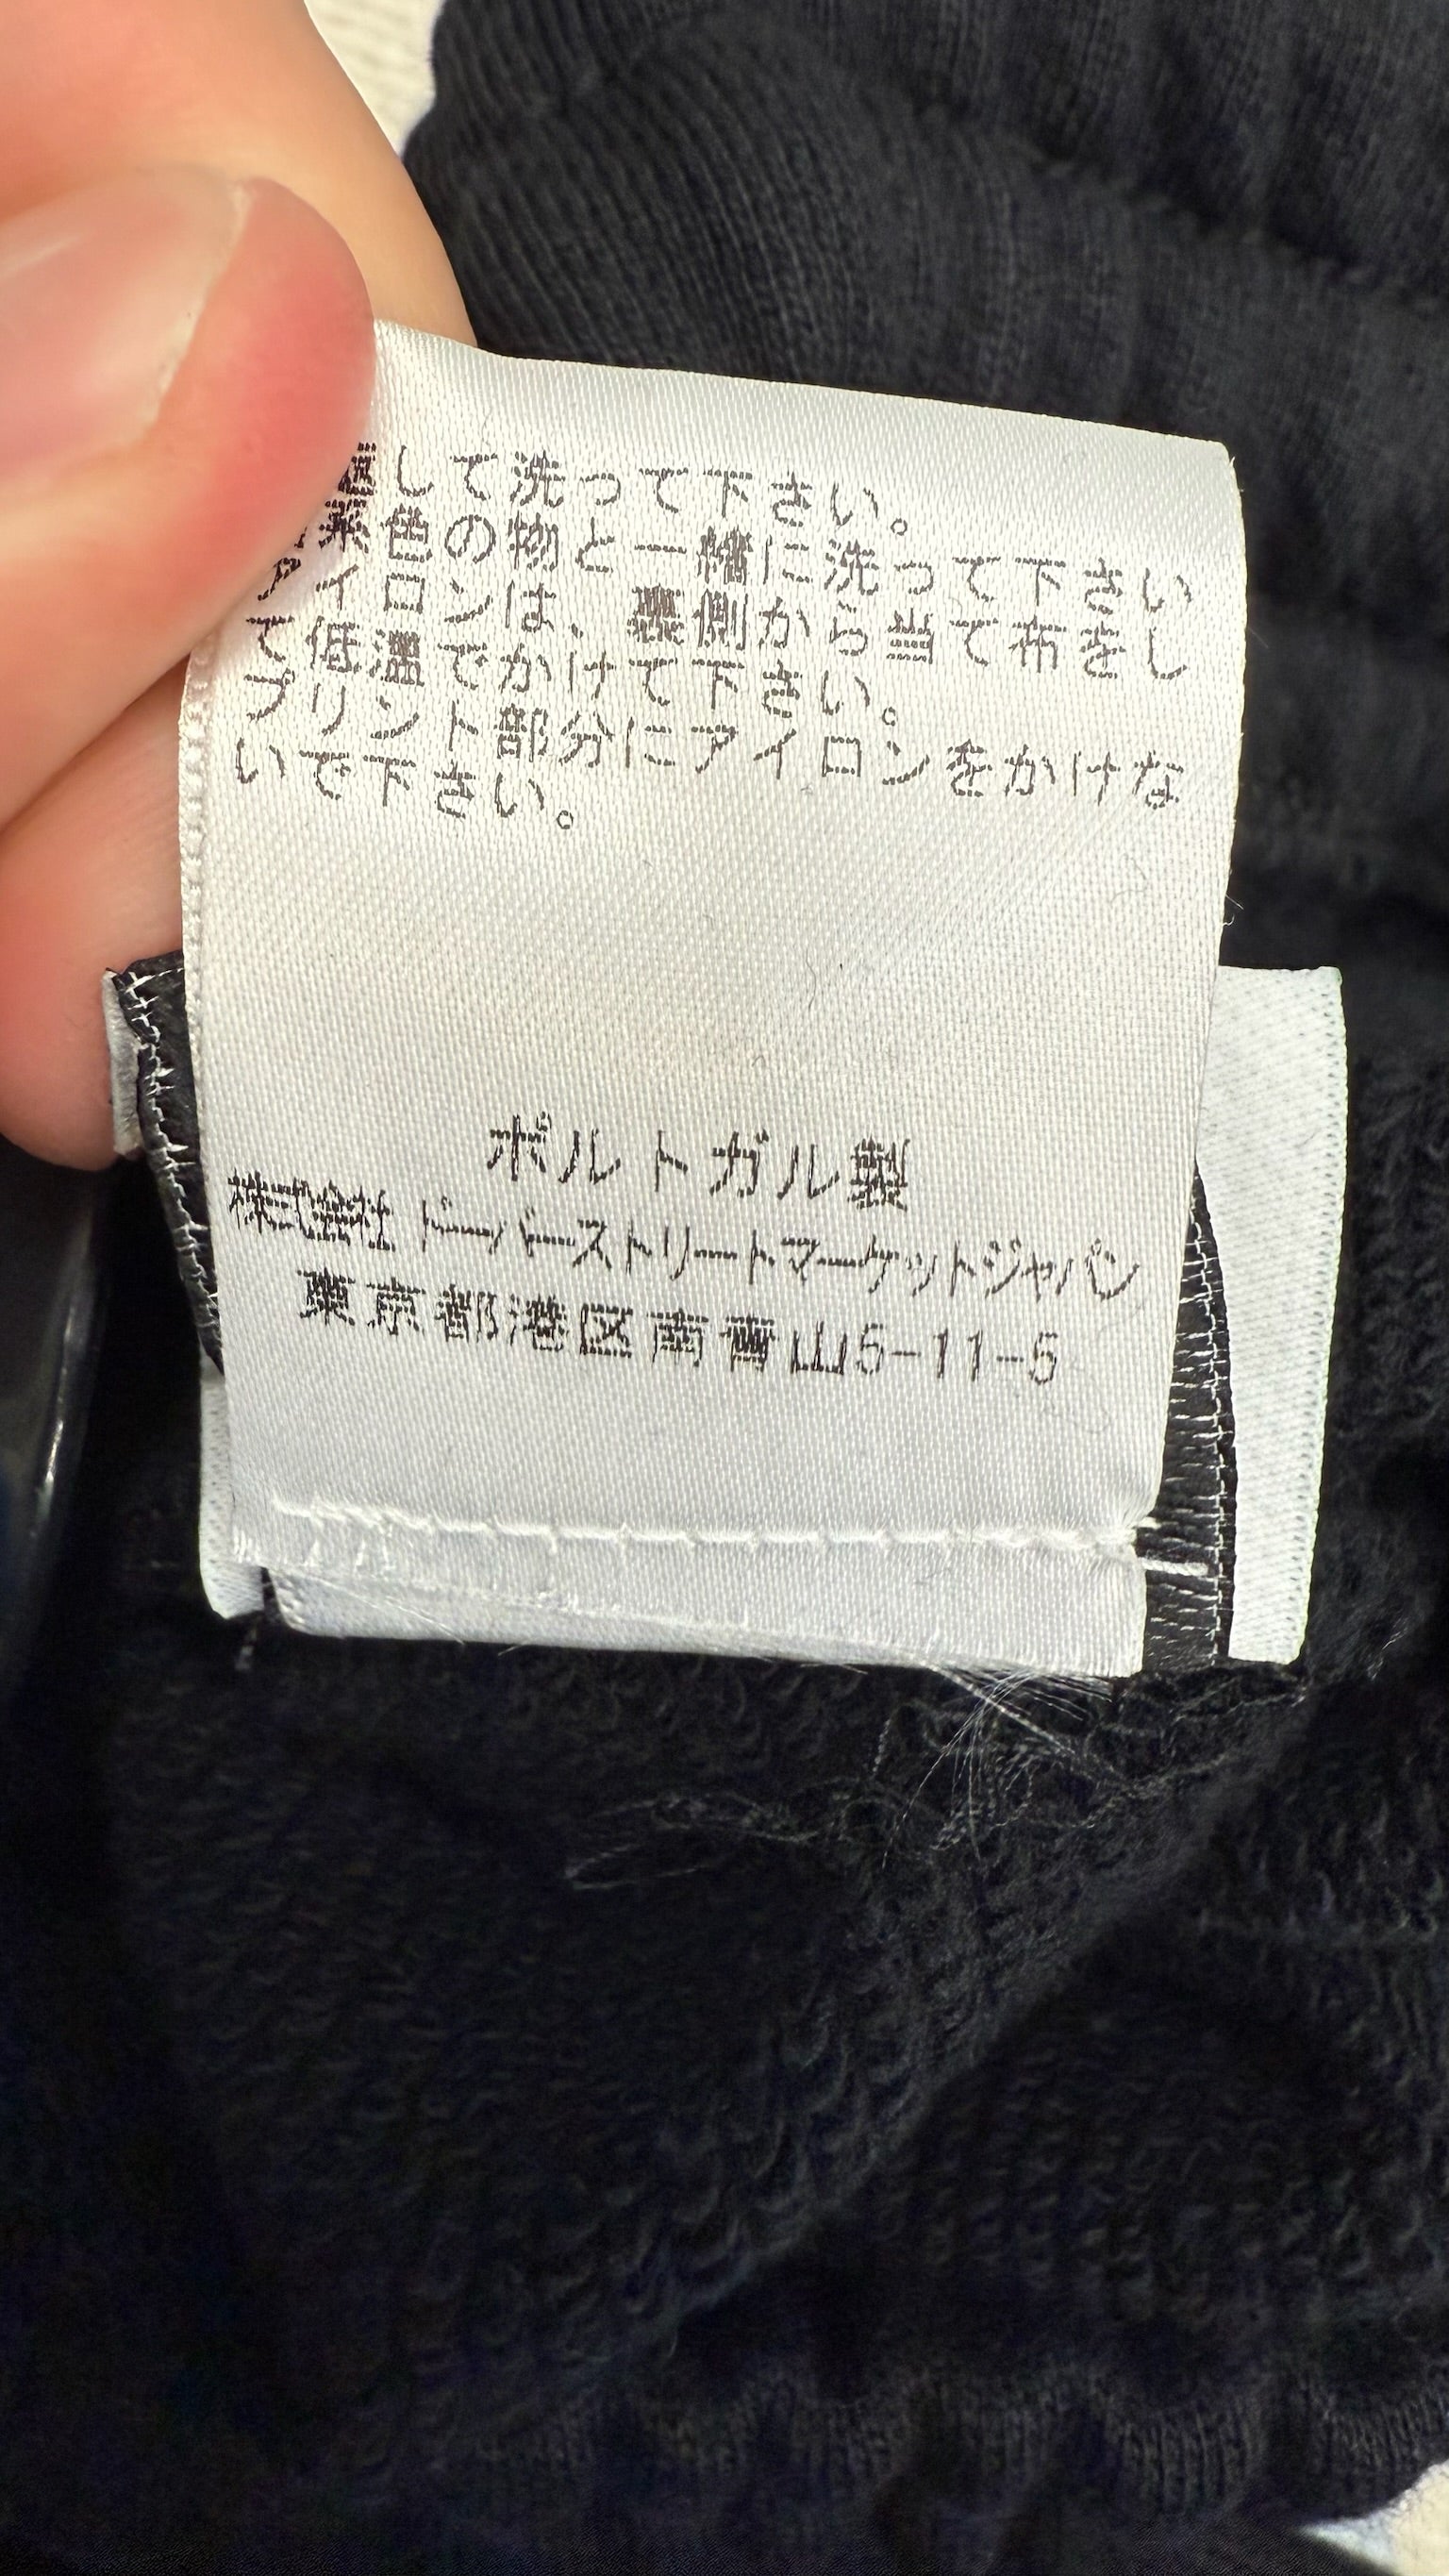 して洗って下さい。
色の物と一緒に洗って下さい
アイロンは、裏側から当て布をし
て低温でかけて下さい。
プリント部分にアイロンをかけな
いで下さい。
ポルトガル製
株式会社 ドーバーストリートマーケットジャパン
東京都港区南青山5-11-5